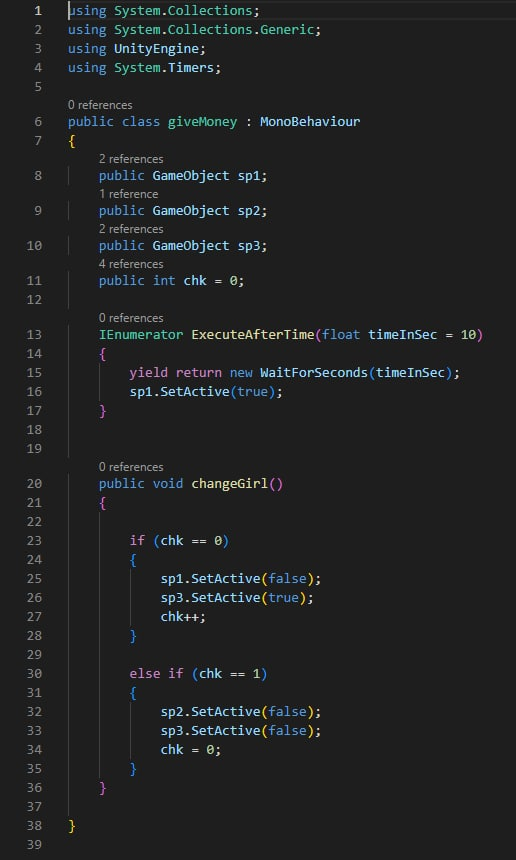 1 using System.Collections;
2 using System.Collections.Generic;
3 using UnityEngine;
4 using System.Timers;
5
0 references
6 public class giveMoney : MonoBehaviour
7 {
2 references
8 public GameObject sp1;
1 reference
9 public GameObject sp2;
2 references
10 public GameObject sp3;
4 references
11 public int chk = 0;
12
0 references
13 IEnumerator ExecuteAfterTime(float timeInSec = 10)
14 {
15 yield return new WaitForSeconds(timeInSec);
16 sp1.SetActive(true);
17 }
18
19
0 references
20 public void changeGirl()
21 {
22
23 if (chk == 0)
24 {
25 sp1.SetActive(false);
26 sp3.SetActive(true);
27 chk++;
28 }
29
30 else if (chk == 1)
31 {
32 sp2.SetActive(false);
33 sp3.SetActive(false);
34 chk = 0;
35 }
36 }
37
38 }
39